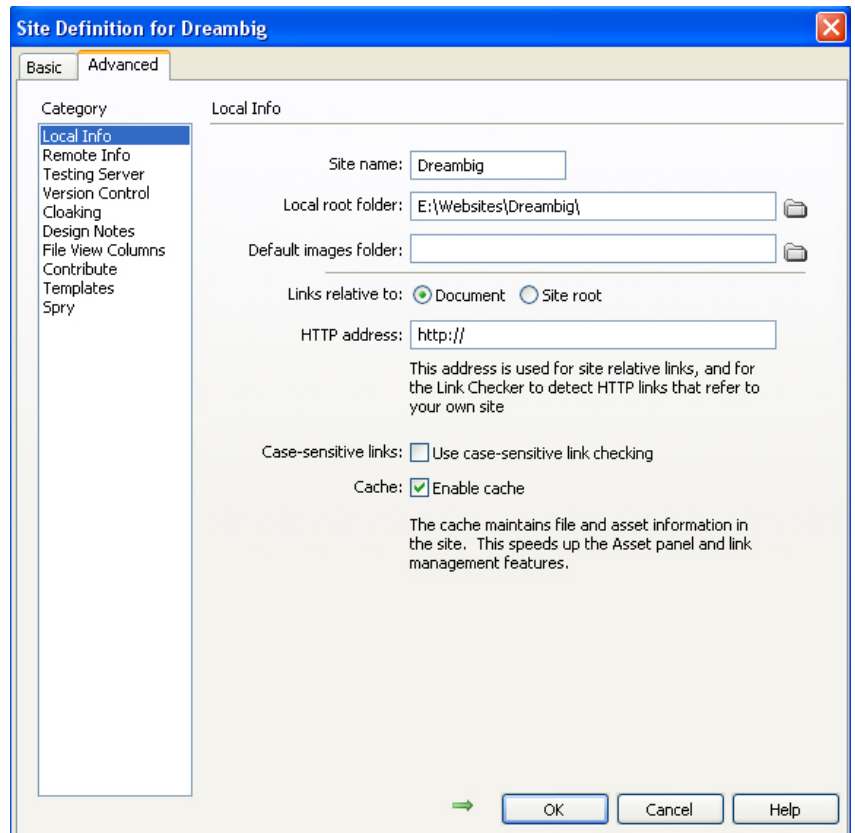 Site Definition for Dreambig
Basic
Advanced
Category
Local Info
Remote Info
Testing Server
Version Control
Cloaking
Design Notes
File View Columns
Contribute
Templates
Spry
Local Info
Site name: Dreambig
Local root folder: E:\Websites\Dreambig\
Default images folder:
Links relative to: Document Site root
HTTP address: http://
This address is used for site relative links, and for
the Link Checker to detect HTTP links that refer to
your own site
Case-sensitive links: Use case-sensitive link checking
Cache: Enable cache
The cache maintains file and asset information in
the site. This speeds up the Asset panel and link
management features.
OK
Cancel
Help